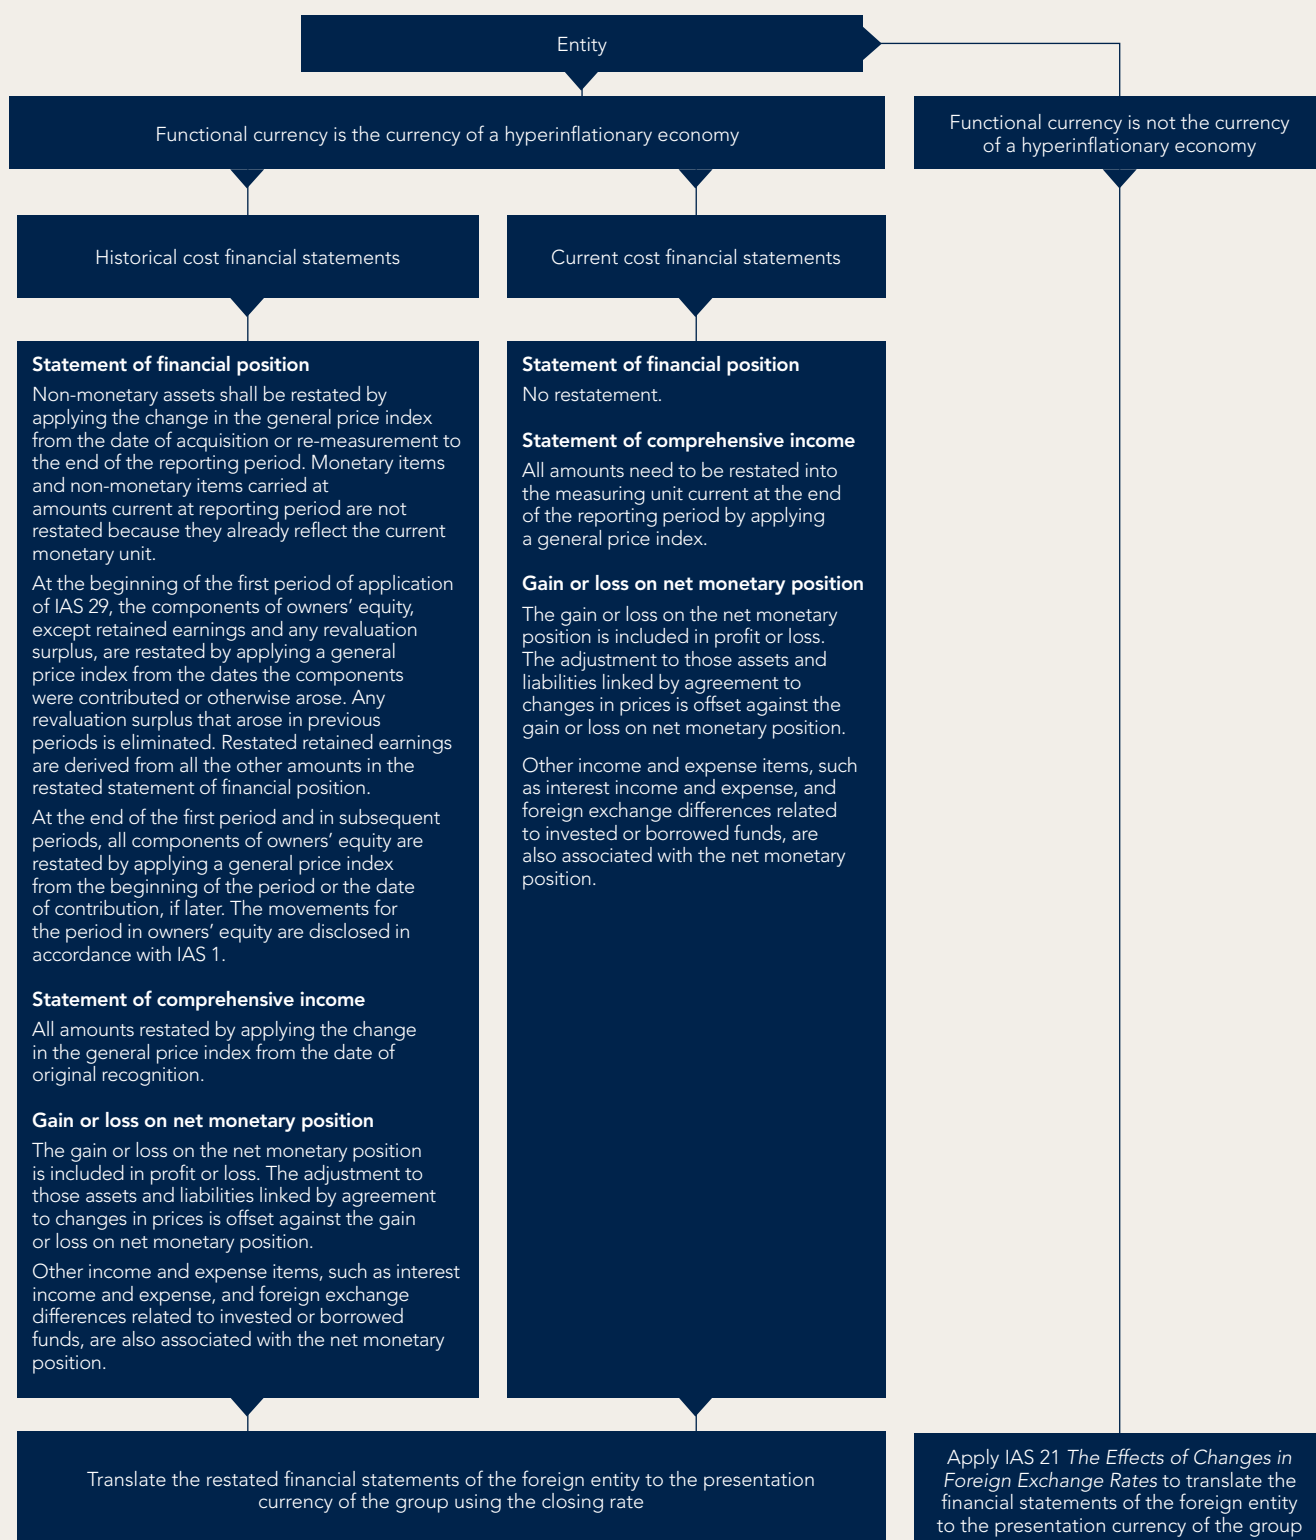 Entity
Functional currency is the currency of a hyperinflationary economy
Functional currency is not the currency
of a hyperinflationary economy
Historical cost financial statements
Current cost financial statements
Statement of financial position
Non-monetary assets shall be restated by
applying the change in the general price index
from the date of acquisition or re-measurement to
the end of the reporting period. Monetary items
and non-monetary items carried at
amounts current at reporting period are not
restated because they already reflect the current
monetary unit.
At the beginning of the first period of application
of IAS 29, the components of owners’ equity,
except retained earnings and any revaluation
surplus, are restated by applying a general
price index from the dates the components
were contributed or otherwise arose. Any
revaluation surplus that arose in previous
periods is eliminated. Restated retained earnings
are derived from all the other amounts in the
restated statement of financial position.
At the end of the first period and in subsequent
periods, all components of owners’ equity are
restated by applying a general price index
from the beginning of the period or the date
of contribution, if later. The movements for
the period in owners’ equity are disclosed in
accordance with IAS 1.
Statement of comprehensive income
All amounts restated by applying the change
in the general price index from the date of
original recognition.
Gain or loss on net monetary position
The gain or loss on the net monetary position
is included in profit or loss. The adjustment to
those assets and liabilities linked by agreement
to changes in prices is offset against the gain
or loss on net monetary position.
Other income and expense items, such as interest
income and expense, and foreign exchange
differences related to invested or borrowed
funds, are also associated with the net monetary
position.
Statement of financial position
No restatement.
Statement of comprehensive income
All amounts need to be restated into
the measuring unit current at the end
of the reporting period by applying
a general price index.
Gain or loss on net monetary position
The gain or loss on the net monetary
position is included in profit or loss.
The adjustment to those assets and
liabilities linked by agreement to
changes in prices is offset against the
gain or loss on net monetary position.
Other income and expense items, such
as interest income and expense, and
foreign exchange differences related
to invested or borrowed funds, are
also associated with the net monetary
position.
Translate the restated financial statements of the foreign entity to the presentation
currency of the group using the closing rate
Apply IAS 21 The Effects of Changes in
Foreign Exchange Rates to translate the
financial statements of the foreign entity
to the presentation currency of the group